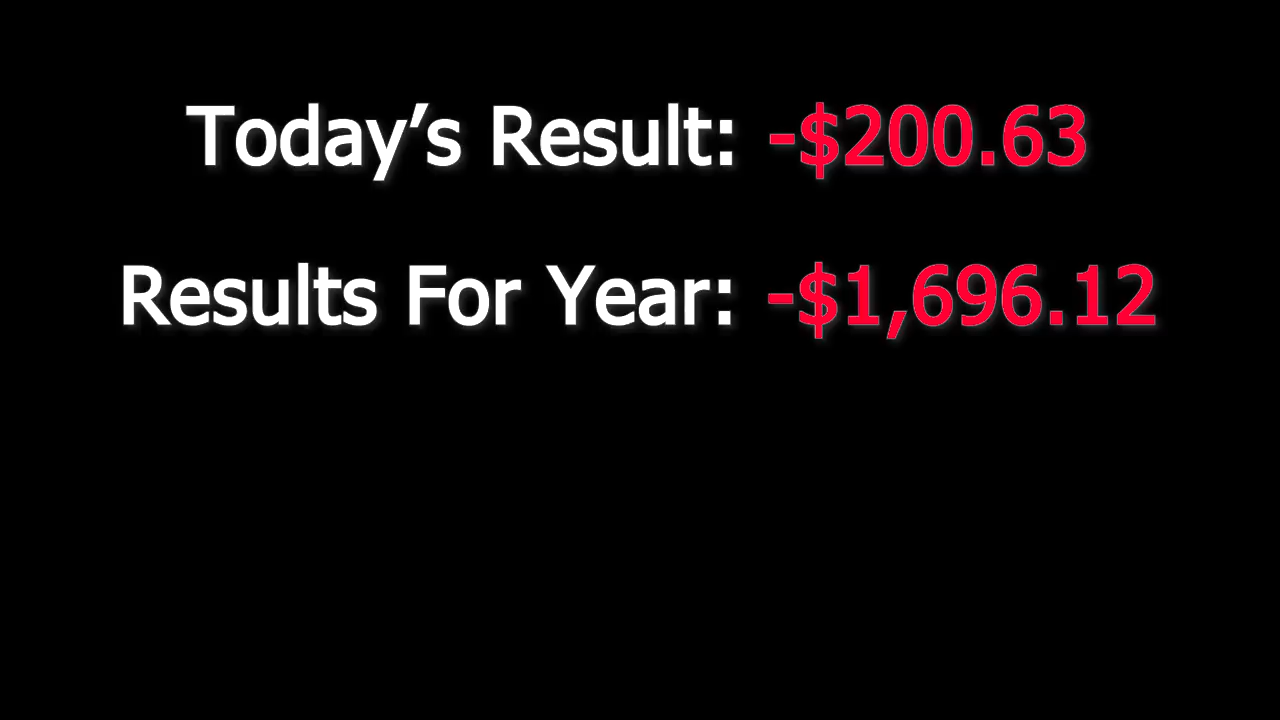 Today’s Result: -$200.63
Results For Year: -$1,696.12